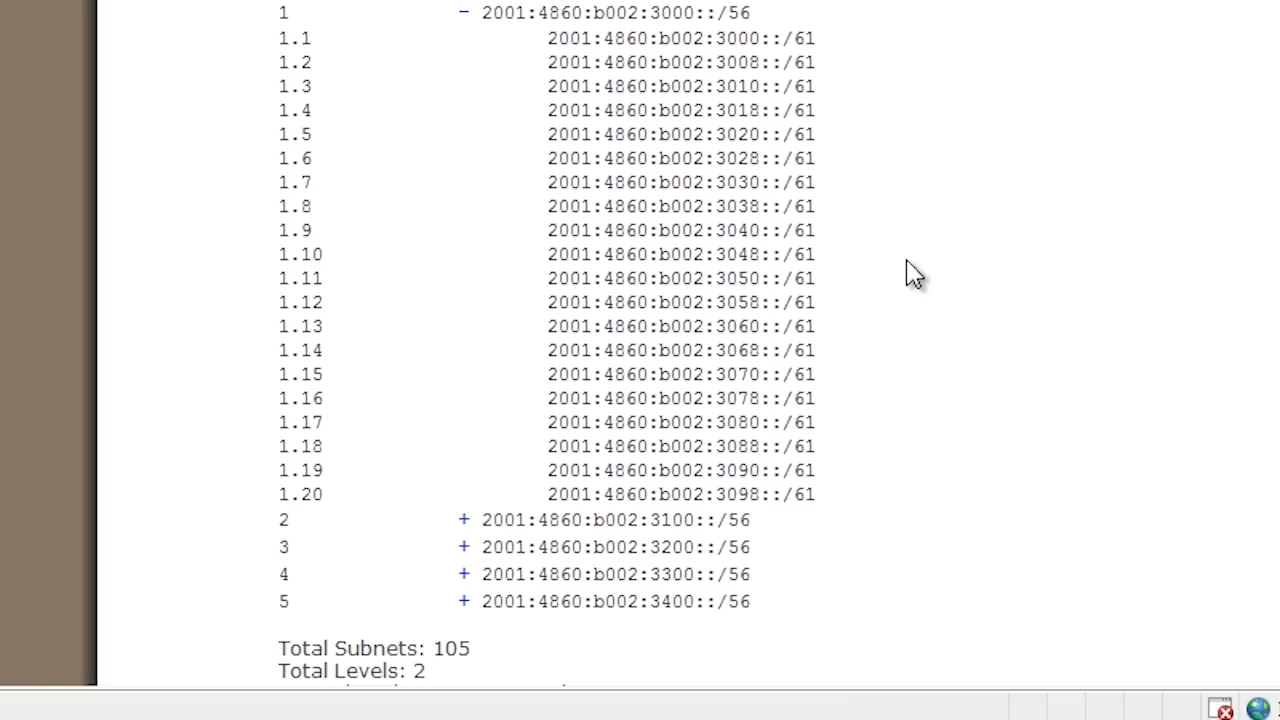 1 - 2001:4860:b002:3000::/56
1.1 2001:4860:b002:3000::/61
1.2 2001:4860:b002:3008::/61
1.3 2001:4860:b002:3010::/61
1.4 2001:4860:b002:3018::/61
1.5 2001:4860:b002:3020::/61
1.6 2001:4860:b002:3028::/61
1.7 2001:4860:b002:3030::/61
1.8 2001:4860:b002:3038::/61
1.9 2001:4860:b002:3040::/61
1.10 2001:4860:b002:3048::/61
1.11 2001:4860:b002:3050::/61
1.12 2001:4860:b002:3058::/61
1.13 2001:4860:b002:3060::/61
1.14 2001:4860:b002:3068::/61
1.15 2001:4860:b002:3070::/61
1.16 2001:4860:b002:3078::/61
1.17 2001:4860:b002:3080::/61
1.18 2001:4860:b002:3088::/61
1.19 2001:4860:b002:3090::/61
1.20 2001:4860:b002:3098::/61
2 + 2001:4860:b002:3100::/56
3 + 2001:4860:b002:3200::/56
4 + 2001:4860:b002:3300::/56
5 + 2001:4860:b002:3400::/56
Total Subnets: 105
Total Levels: 2